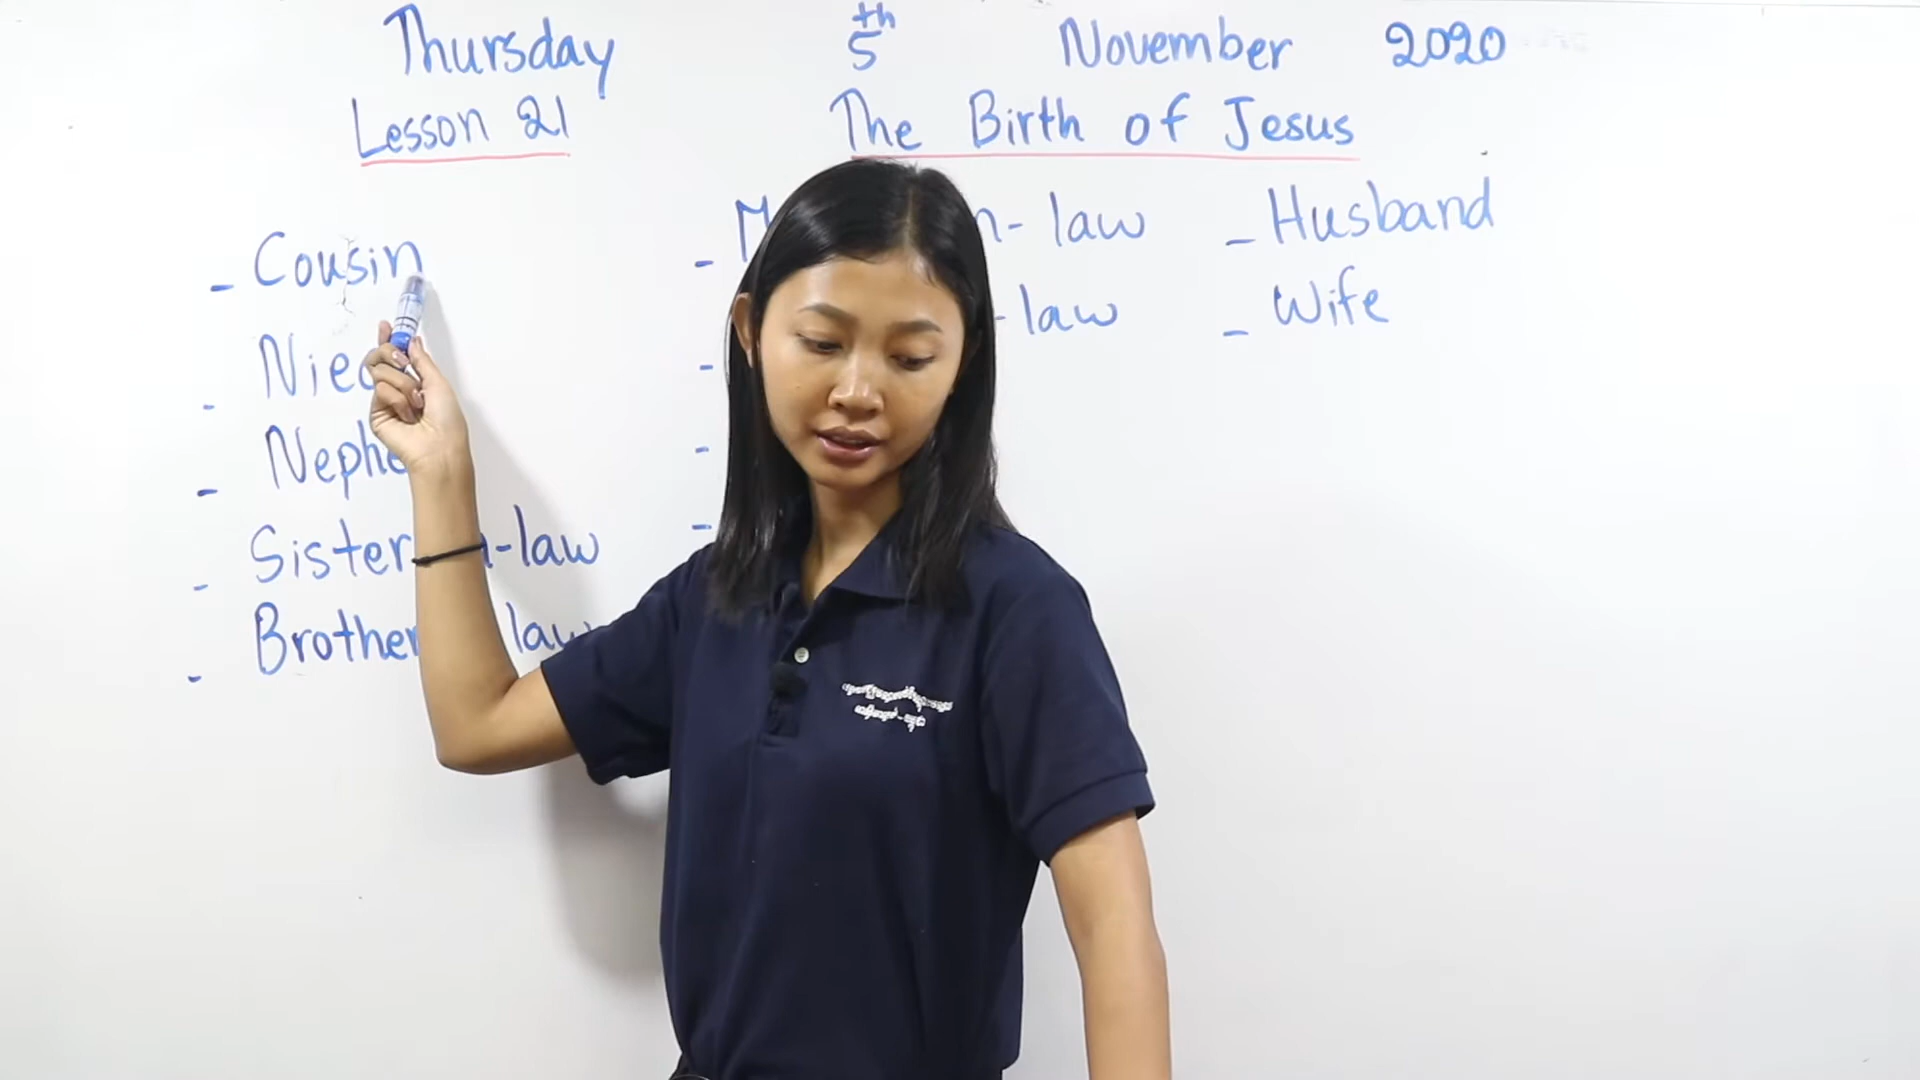 Thursday 5th November 2020
Lesson 21 The Birth of Jesus
- Cousin
- Nie
- Neph
- Sister -law
- Brother law
- M n-law
- -law
-
-
- Husband
- Wife